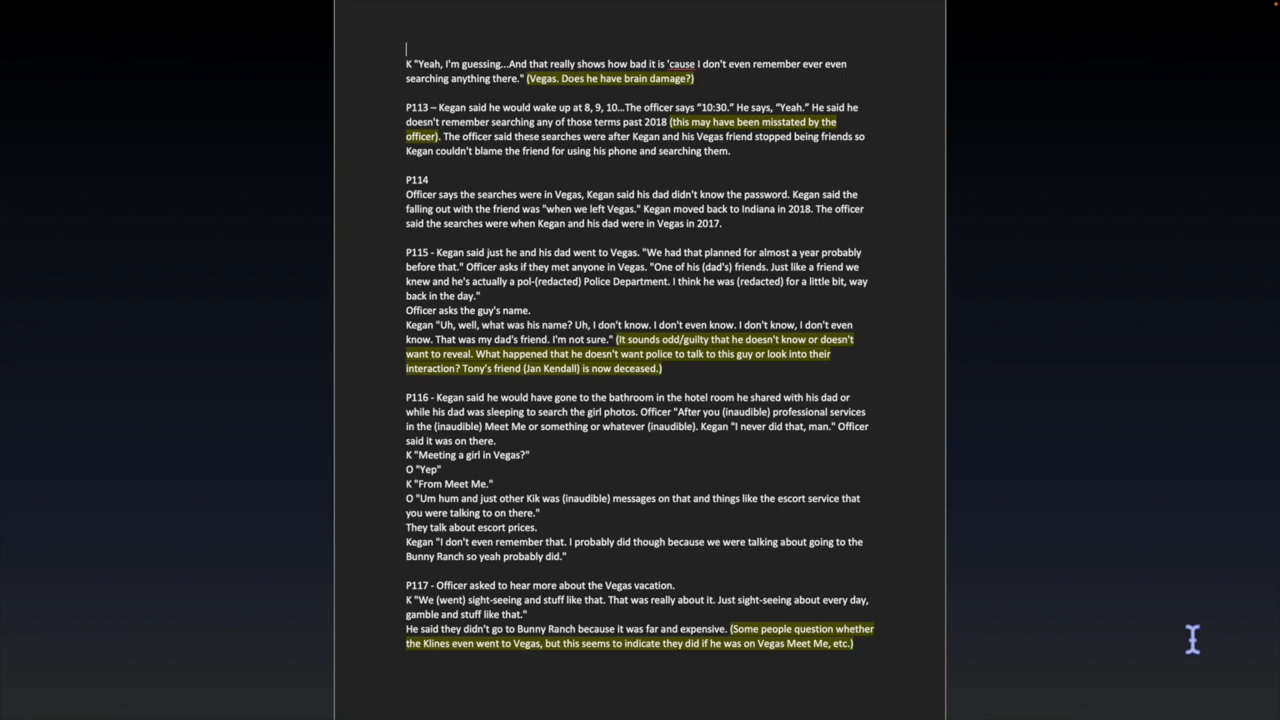 K "Yeah, I'm guessing...And that really shows how bad it is 'cause I don't even remember ever even
searching anything there." (Vegas. Does he have brain damage?)
P113 – Kegan said he would wake up at 8, 9, 10...The officer says "10:30." He says, "Yeah." He said he
doesn't remember searching any of those terms past 2018 (this may have been misstated by the
officer). The officer said these searches were after Kegan and his Vegas friend stopped being friends so
Kegan couldn't blame the friend for using his phone and searching them.
P114
Officer says the searches were in Vegas, Kegan said his dad didn't know the password. Kegan said the
falling out with the friend was "when we left Vegas." Kegan moved back to Indiana in 2018. The officer
said the searches were when Kegan and his dad were in Vegas in 2017.
P115 - Kegan said just he and his dad went to Vegas. "We had that planned for almost a year probably
before that." Officer asks if they met anyone in Vegas. "One of his (dad's) friends. Just like a friend we
knew and he's actually a pol-(redacted) Police Department. I think he was (redacted) for a little bit, way
back in the day."
Officer asks the guy's name.
Kegan "Uh, well, what was his name? Uh, I don't know. I don't even know. I don't know, I don't even
know. That was my dad's friend. I'm not sure." (It sounds odd/guilty that he doesn't know or doesn't
want to reveal. What happened that he doesn't want police to talk to this guy or look into their
interaction? Tony's friend (Jan Kendall) is now deceased.)
P116 - Kegan said he would have gone to the bathroom in the hotel room he shared with his dad or
while his dad was sleeping to search the girl photos. Officer "After you (inaudible) professional services
in the (inaudible) Meet Me or something or whatever (inaudible). Kegan "I never did that, man." Officer
said it was on there.
K "Meeting a girl in Vegas?"
O "Yep"
K "From Meet Me."
O "Um hum and just other Kik was (inaudible) messages on that and things like the escort service that
you were talking to on there."
They talk about escort prices.
Kegan "I don't even remember that. I probably did though because we were talking about going to the
Bunny Ranch so yeah probably did."
P117 - Officer asked to hear more about the Vegas vacation.
K "We (went) sight-seeing and stuff like that. That was really about it. Just sight-seeing about every day,
gamble and stuff like that."
He said they didn't go to Bunny Ranch because it was far and expensive. (Some people question whether
the Klines even went to Vegas, but this seems to indicate they did if he was on Vegas Meet Me, etc.)